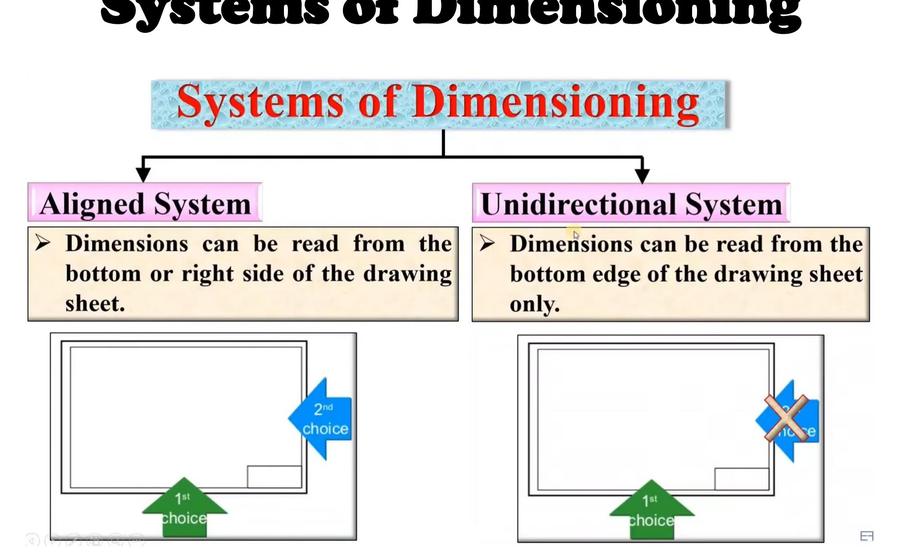 Systems of Dimensioning
Systems of Dimensioning
Aligned System
➢ Dimensions can be read from the
bottom or right side of the drawing
sheet.
Unidirectional System
➢ Dimensions can be read from the
bottom edge of the drawing sheet
only.
2nd
choice
1st
choice
1st
choice